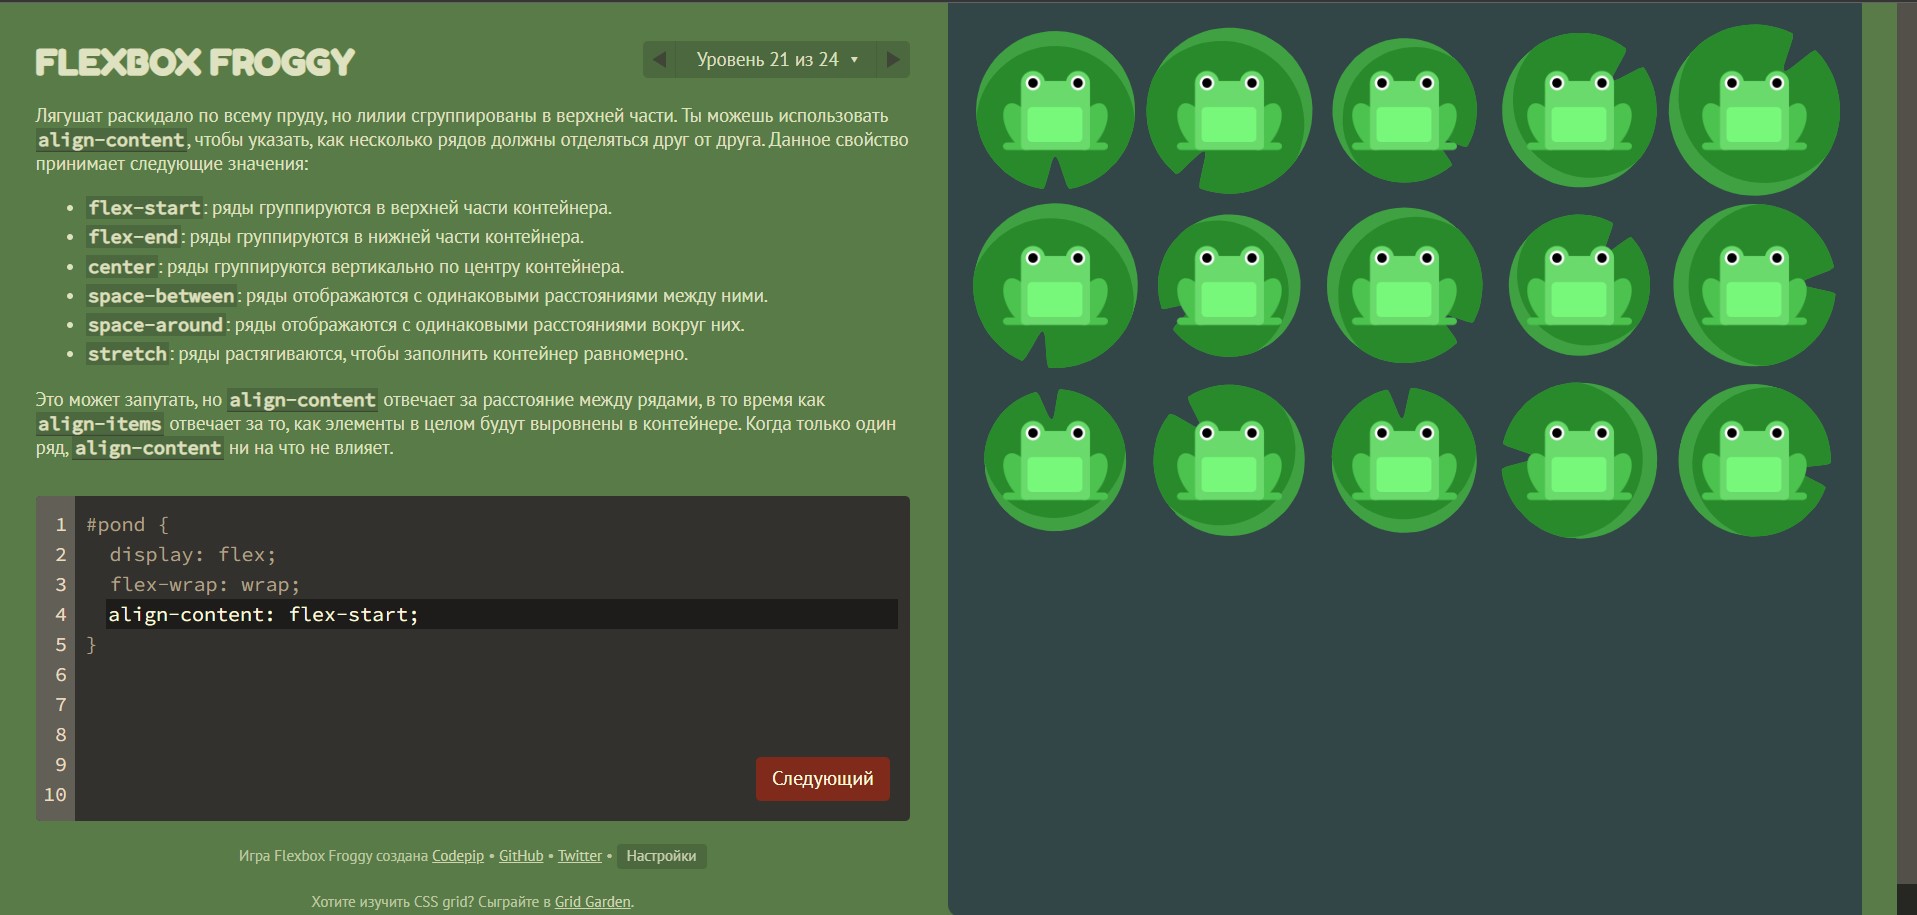 FLEXBOX FROGGY
◀ Уровень 21 из 24 ▾ ▶
Лягушат раскидало по всему пруду, но лилии сгруппированы в верхней части. Ты можешь использовать
align-content, чтобы указать, как несколько рядов должны отделяться друг от друга. Данное свойство
принимает следующие значения:
• flex-start: ряды группируются в верхней части контейнера.
• flex-end: ряды группируются в нижней части контейнера.
• center: ряды группируются вертикально по центру контейнера.
• space-between: ряды отображаются с одинаковыми расстояниями между ними.
• space-around: ряды отображаются с одинаковыми расстояниями вокруг них.
• stretch: ряды растягиваются, чтобы заполнить контейнер равномерно.
Это может запутать, но align-content отвечает за расстояние между рядами, в то время как
align-items отвечает за то, как элементы в целом будут выровнены в контейнере. Когда только один
ряд, align-content ни на что не влияет.
1 #pond {
2 display: flex;
3 flex-wrap: wrap;
4 align-content: flex-start;
5 }
6
7
8
9
10
Следующий
Игра Flexbox Froggy создана Codepip • GitHub • Twitter • Настройки
Хотите изучить CSS grid? Сыграйте в Grid Garden.